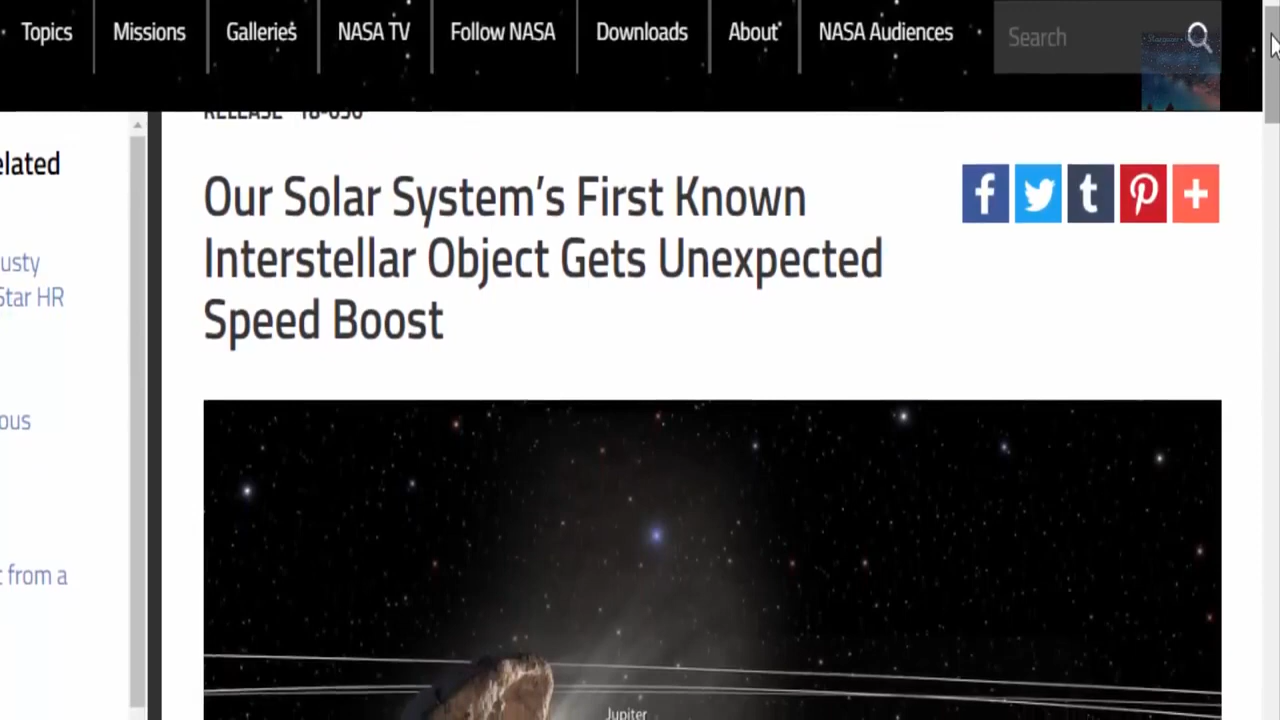 Topics
Missions
Galleries
NASA TV
Follow NASA
Downloads
About
NASA Audiences
Search
elated
usty
Star HR
ous
from a
Our Solar System’s First Known
Interstellar Object Gets Unexpected
Speed Boost
Jupiter